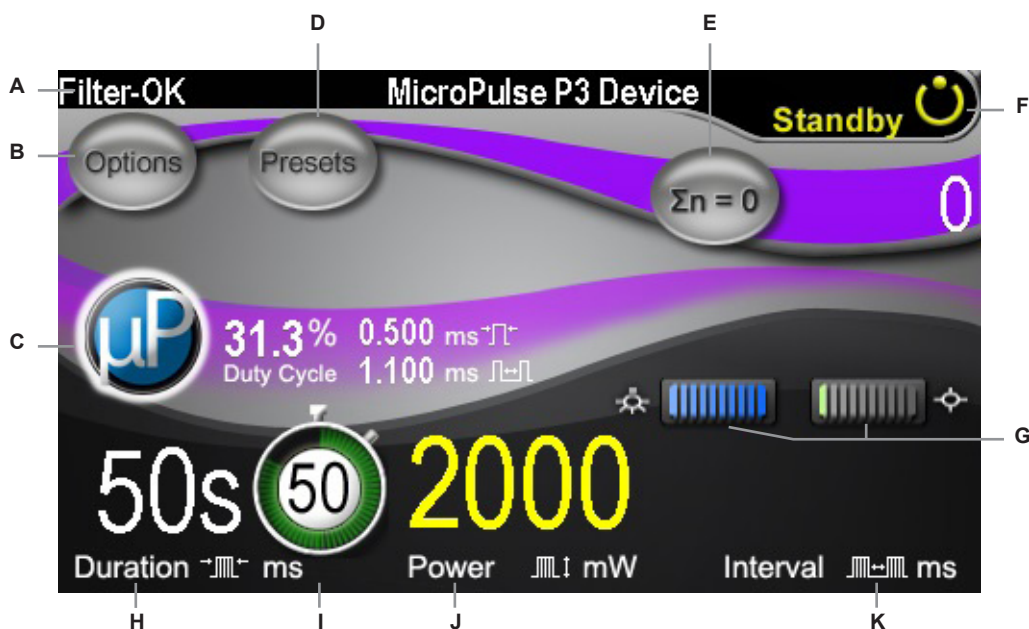 D E
A Filter-OK MicroPulse P3 Device Standby F
B Options Presets Σn = 0 0
C µP 31.3% 0.500 ms
Duty Cycle 1.100 ms
G
50s 50 2000
Duration ms Power mW Interval ms
H I J K